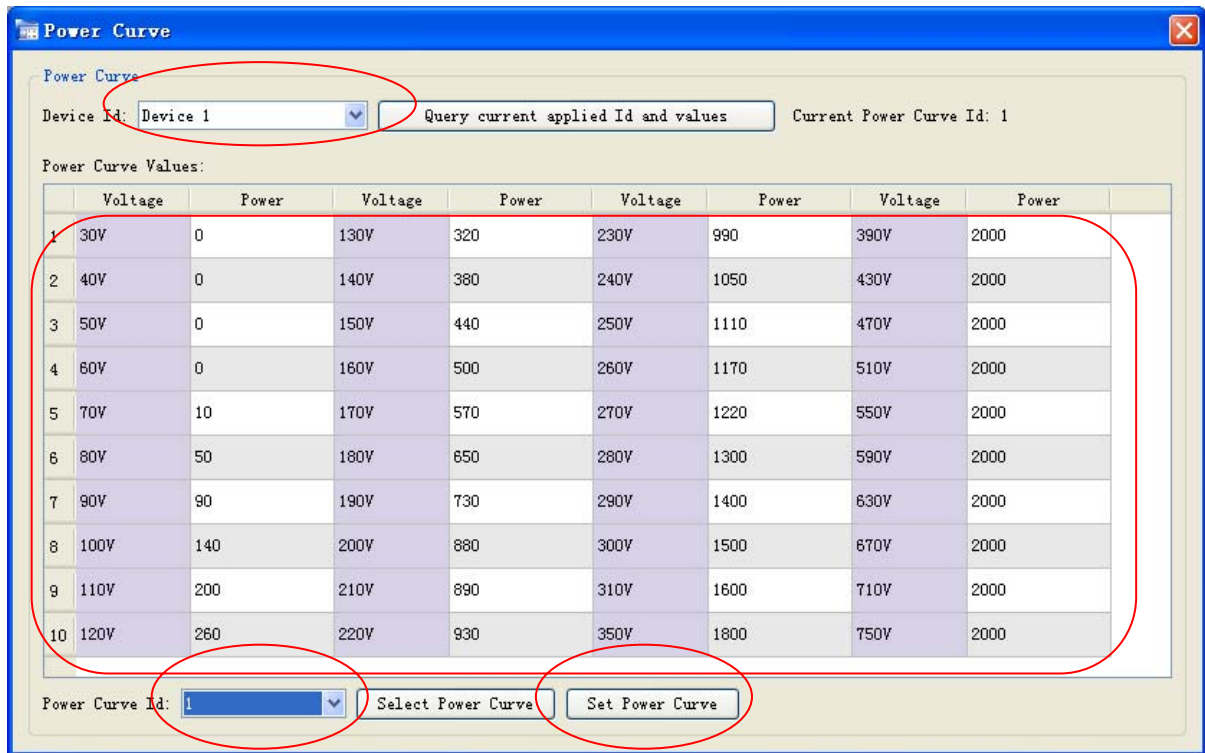 Power Curve
Power Curve
Device Id: Device 1 Query current applied Id and values Current Power Curve Id: 1
Power Curve Values:
Voltage Power Voltage Power Voltage Power Voltage Power
1 30V 0 130V 320 230V 990 390V 2000
2 40V 0 140V 380 240V 1050 430V 2000
3 50V 0 150V 440 250V 1110 470V 2000
4 60V 0 160V 500 260V 1170 510V 2000
5 70V 10 170V 570 270V 1220 550V 2000
6 80V 50 180V 650 280V 1300 590V 2000
7 90V 90 190V 730 290V 1400 630V 2000
8 100V 140 200V 880 300V 1500 670V 2000
9 110V 200 210V 890 310V 1600 710V 2000
10 120V 260 220V 930 350V 1800 750V 2000
Power Curve Id: 1 Select Power Curve Set Power Curve